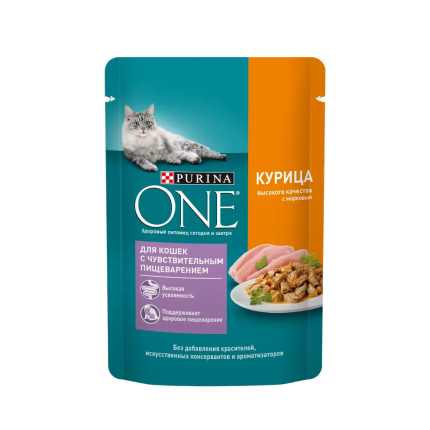 PURINA
ONE®
Здоровый питомец сегодня и завтра
КУРИЦА
высокого качества
с морковью
ДЛЯ КОШЕК
С ЧУВСТВИТЕЛЬНЫМ
ПИЩЕВАРЕНИЕМ
Высокая
усвояемость
Поддерживает
здоровое пищеварение
Без добавления красителей,
искусственных консервантов и ароматизаторов